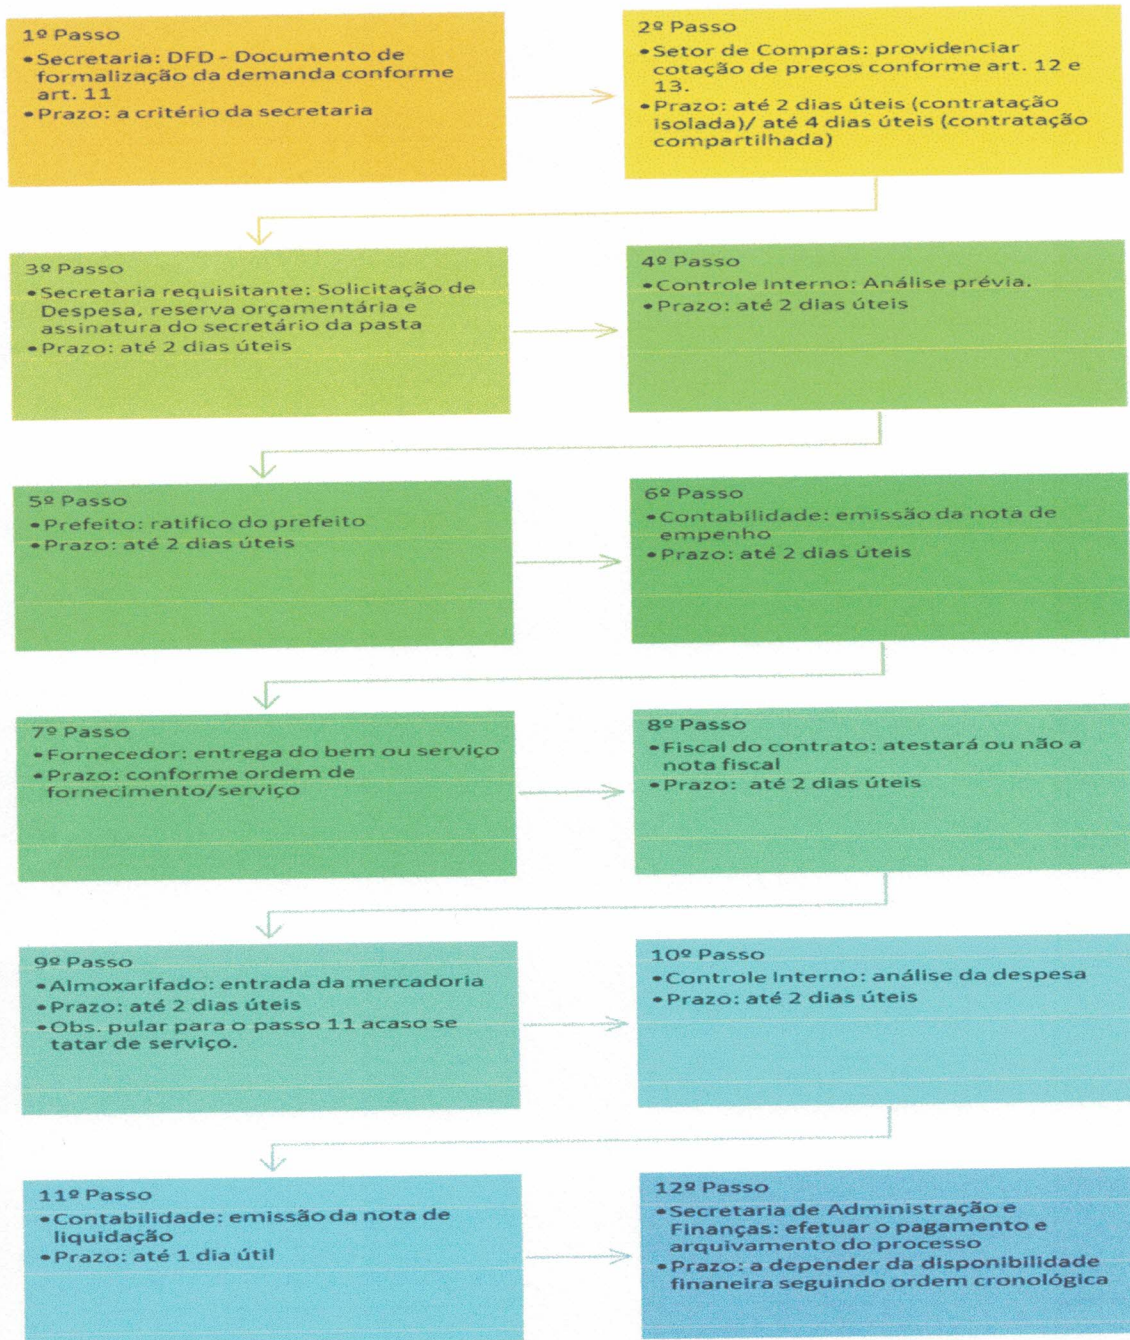 1º Passo
•Secretaria: DFD - Documento de
formalização da demanda conforme
art. 11
•Prazo: a critério da secretaria
2º Passo
•Setor de Compras: providenciar
cotação de preços conforme art. 12 e
13.
•Prazo: até 2 dias úteis (contratação
isolada)/ até 4 dias úteis (contratação
compartilhada)
3º Passo
•Secretaria requisitante: Solicitação de
Despesa, reserva orçamentária e
assinatura do secretário da pasta
•Prazo: até 2 dias úteis
4º Passo
•Controle Interno: Análise prévia.
•Prazo: até 2 dias úteis
5º Passo
•Prefeito: ratifico do prefeito
•Prazo: até 2 dias úteis
6º Passo
•Contabilidade: emissão da nota de
empenho
•Prazo: até 2 dias úteis
7º Passo
•Fornecedor: entrega do bem ou serviço
•Prazo: conforme ordem de
fornecimento/serviço
8º Passo
•Fiscal do contrato: atestará ou não a
nota fiscal
•Prazo: até 2 dias úteis
9º Passo
•Almoxarifado: entrada da mercadoria
•Prazo: até 2 dias úteis
•Obs. pular para o passo 11 acaso se
tatar de serviço.
10º Passo
•Controle Interno: análise da despesa
•Prazo: até 2 dias úteis
11º Passo
•Contabilidade: emissão da nota de
liquidação
•Prazo: até 1 dia útil
12º Passo
•Secretaria de Administração e
Finanças: efetuar o pagamento e
arquivamento do processo
•Prazo: a depender da disponibilidade
finaneira seguindo ordem cronológica